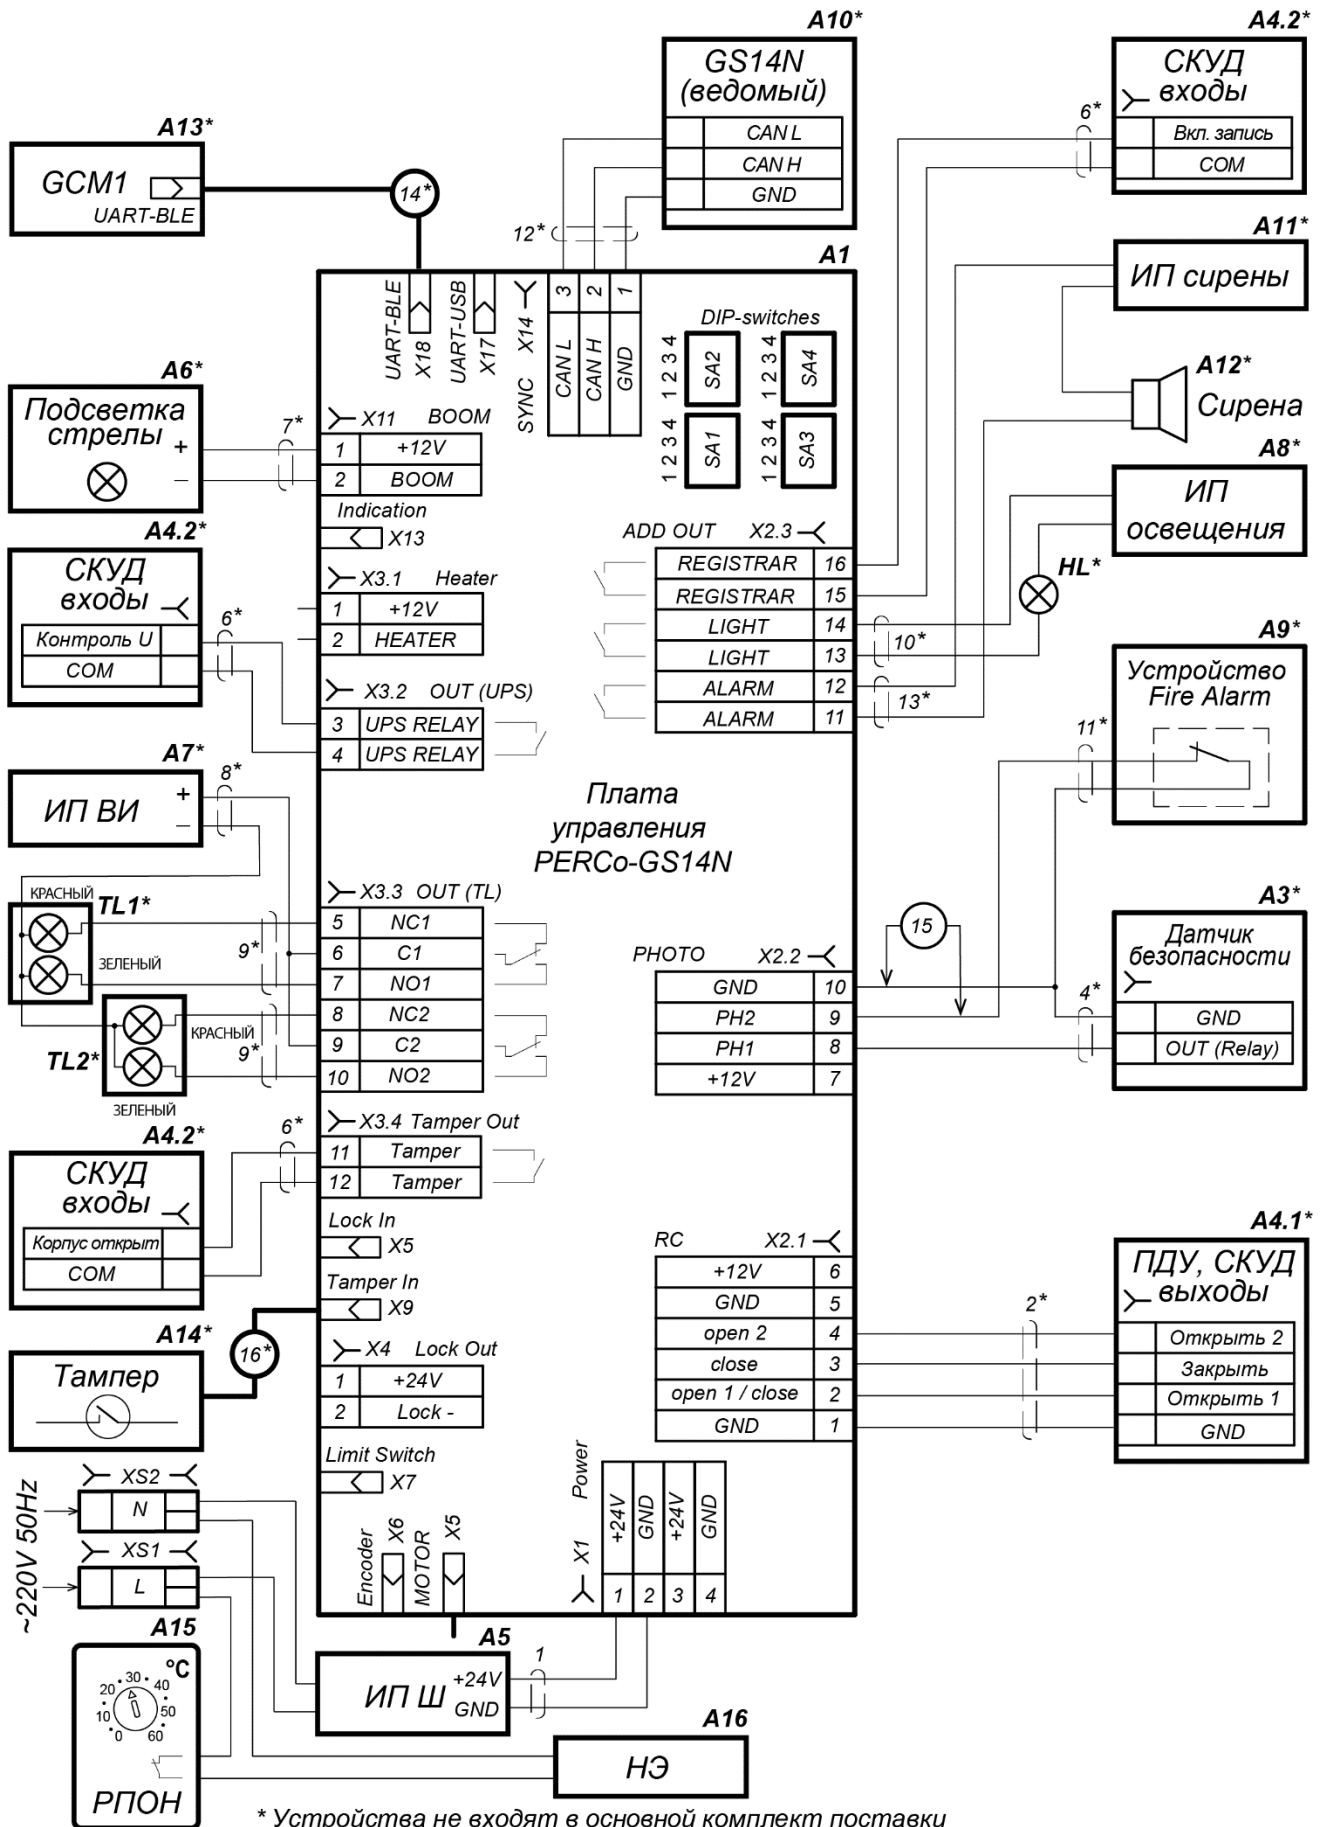 A10*
GS14N
(ведомый)
CAN L
CAN H
GND
A4.2*
СКУД
входы
6*
Вкл. запись
COM
A13*
GCM1
UART-BLE
14*
12*
A11*
ИП сирены
A1
UART-BLE
X18
UART-USB
X17
SYNC X14
3 2 1
CAN L
CAN H
GND
DIP-switches
1 2 3 4
SA2
1 2 3 4
SA4
1 2 3 4
SA1
1 2 3 4
SA3
A12*
Сирена
A6*
Подсветка
стрелы
+
−
7*
X11 BOOM
1 +12V
2 BOOM
Indication
X13
A8*
ИП
освещения
HL*
A4.2*
СКУД
входы
Контроль U
COM
6*
X3.1 Heater
1 +12V
2 HEATER
X3.2 OUT (UPS)
3 UPS RELAY
4 UPS RELAY
ADD OUT X2.3
REGISTRAR 16
REGISTRAR 15
LIGHT 14
LIGHT 13
ALARM 12
ALARM 11
10*
13*
A9*
Устройство
Fire Alarm
11*
A7*
ИП ВИ
+
−
8*
Плата
управления
PERCo-GS14N
КРАСНЫЙ
TL1*
ЗЕЛЕНЫЙ
9*
X3.3 OUT (TL)
5 NC1
6 C1
7 NO1
8 NC2
9 C2
10 NO2
КРАСНЫЙ
TL2*
9*
ЗЕЛЕНЫЙ
15
PHOTO X2.2
GND 10
PH2 9
PH1 8
+12V 7
A3*
Датчик
безопасности
4*
GND
OUT (Relay)
A4.2*
СКУД
входы
Корпус открыт
COM
6*
X3.4 Tamper Out
11 Tamper
12 Tamper
Lock In
X5
Tamper In
X9
A14*
Тампер
16*
X4 Lock Out
1 +24V
2 Lock -
Limit Switch
X7
RC X2.1
+12V 6
GND 5
open 2 4
close 3
open 1 / close 2
GND 1
2*
A4.1*
ПДУ, СКУД
выходы
Открыть 2
Закрыть
Открыть 1
GND
~220V 50Hz
XS2
N
XS1
L
Encoder
X6
MOTOR
X5
Power
X1
+24V
GND
+24V
GND
1 2 3 4
A15
°C
0 10 20 30 40 50 60
РПОН
A5
ИП Ш
+24V
GND
1
A16
НЭ
* Устройства не входят в основной комплект поставки